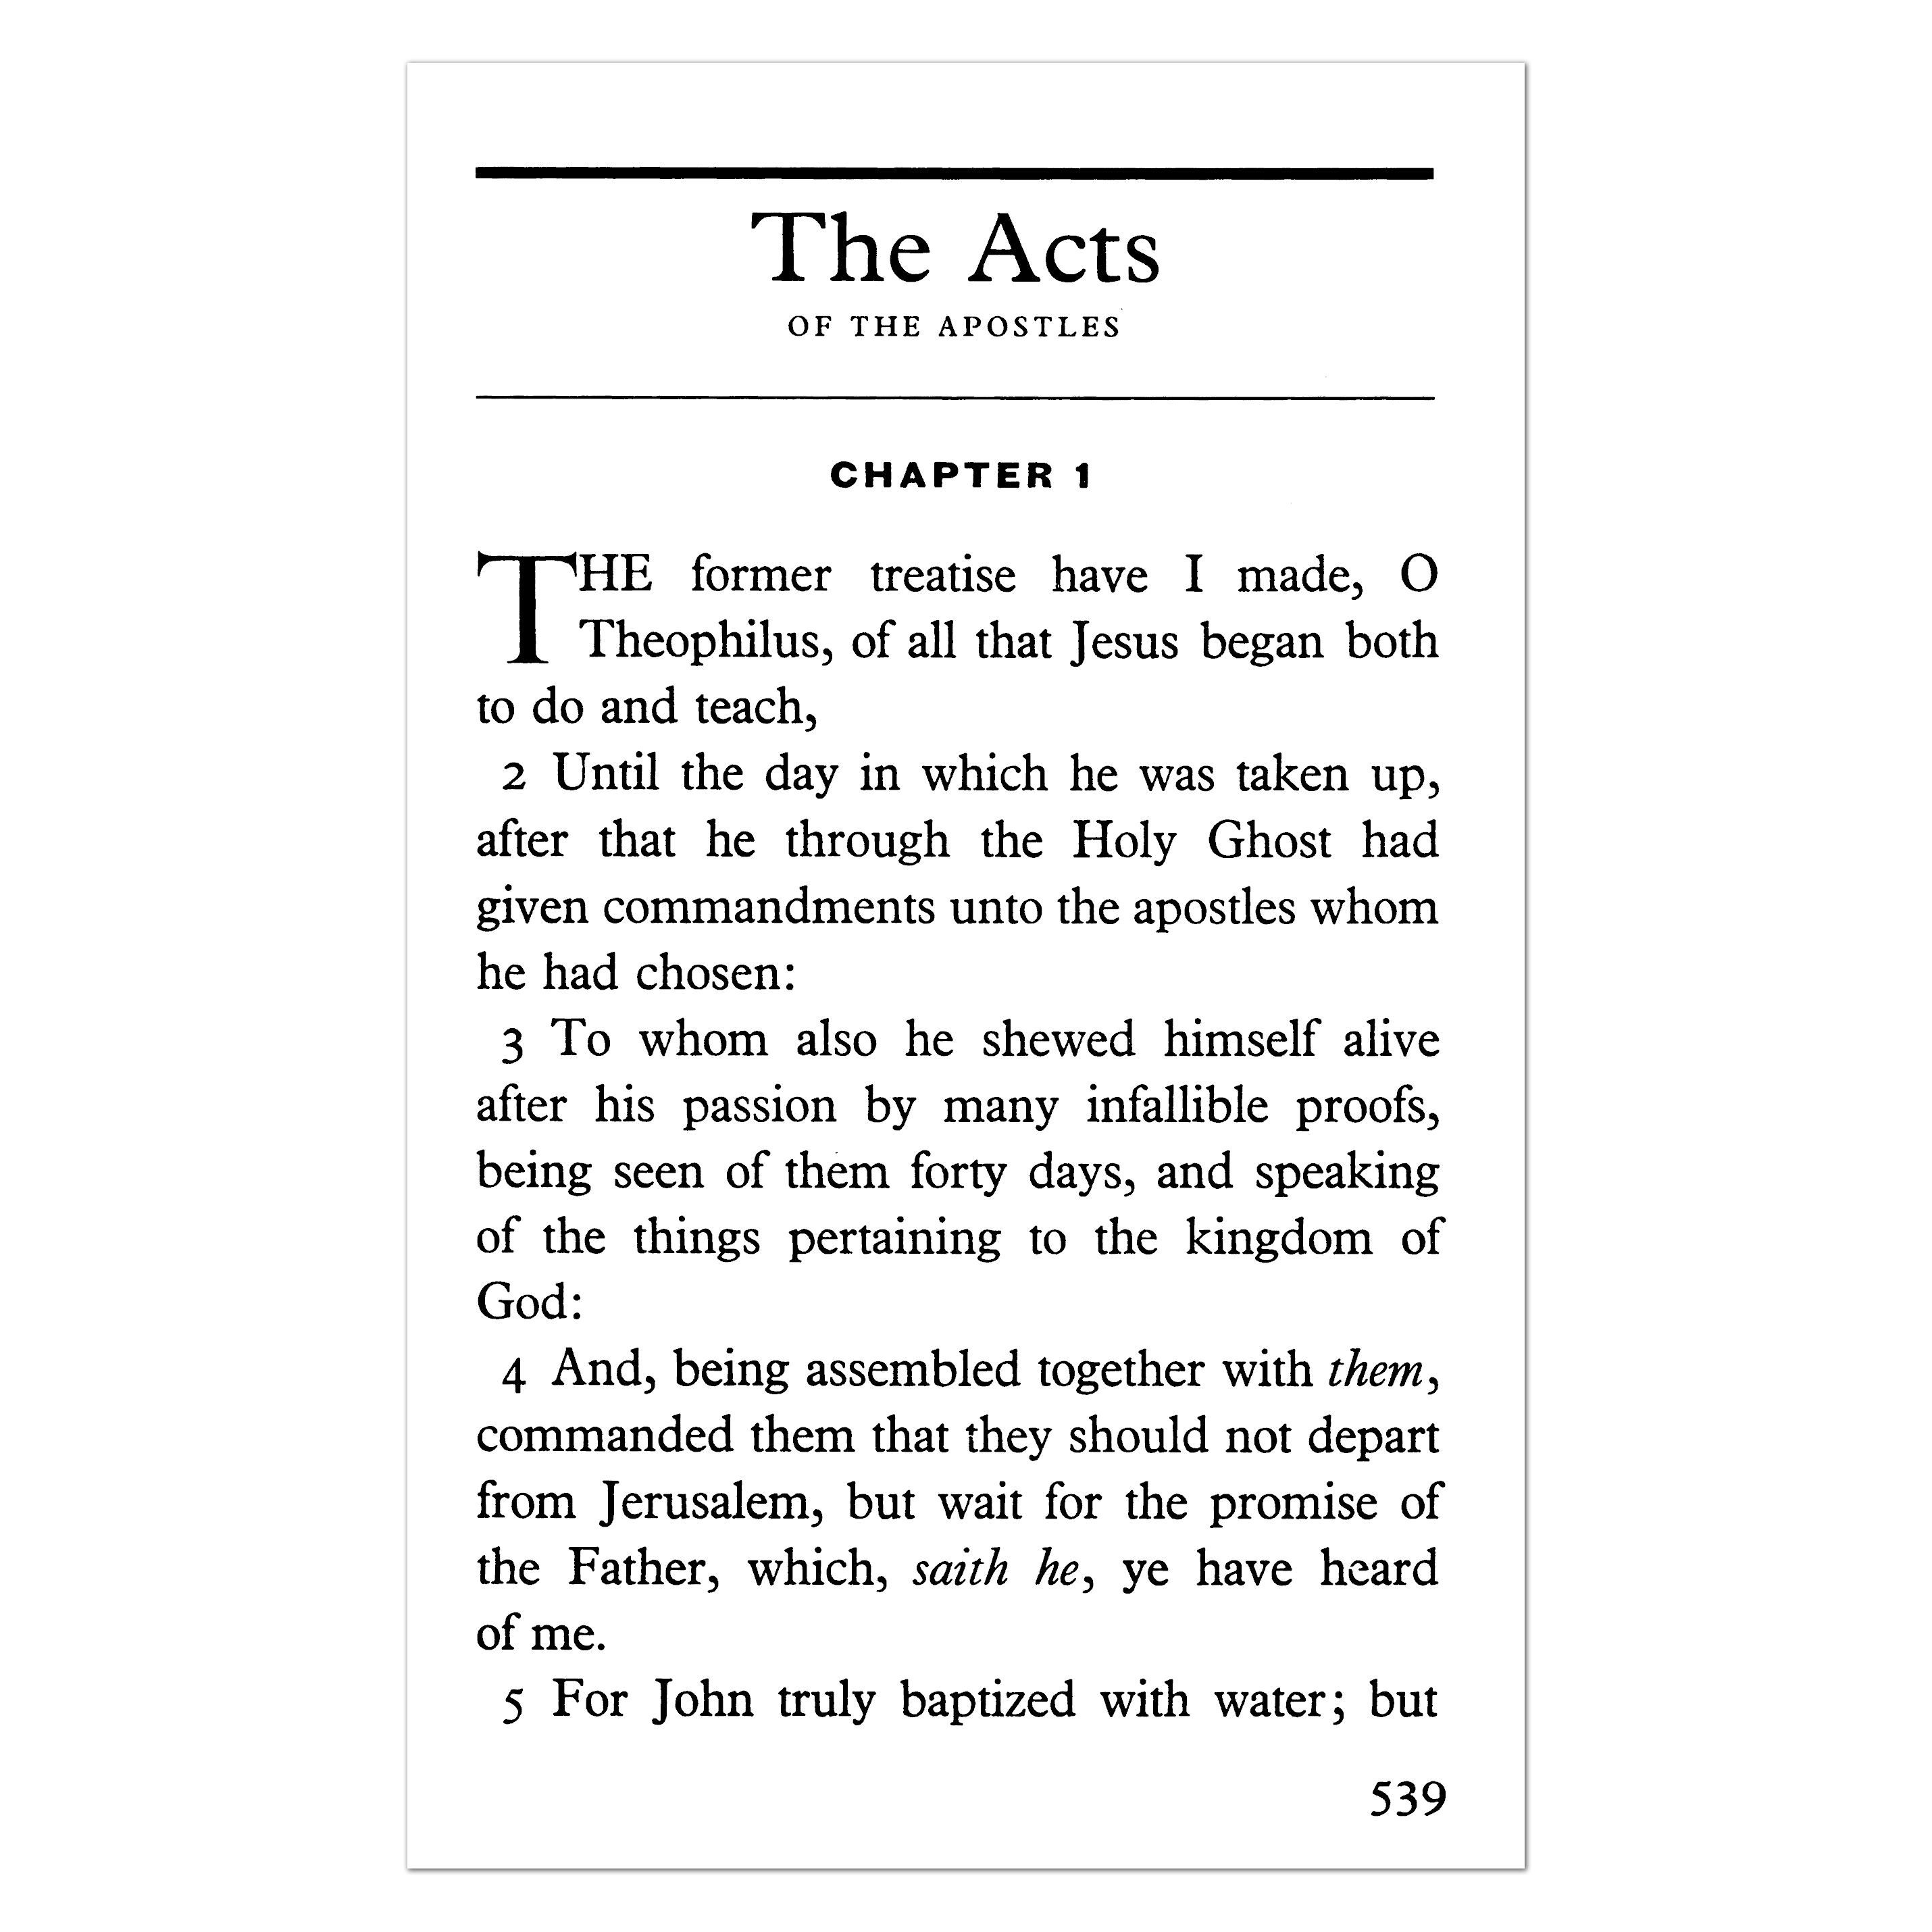 The Acts
OF THE APOSTLES
CHAPTER 1
THE former treatise have I made, O
Theophilus, of all that Jesus began both
to do and teach,
2 Until the day in which he was taken up,
after that he through the Holy Ghost had
given commandments unto the apostles whom
he had chosen:
3 To whom also he shewed himself alive
after his passion by many infallible proofs,
being seen of them forty days, and speaking
of the things pertaining to the kingdom of
God:
4 And, being assembled together with them,
commanded them that they should not depart
from Jerusalem, but wait for the promise of
the Father, which, saith he, ye have heard
of me.
5 For John truly baptized with water; but
539